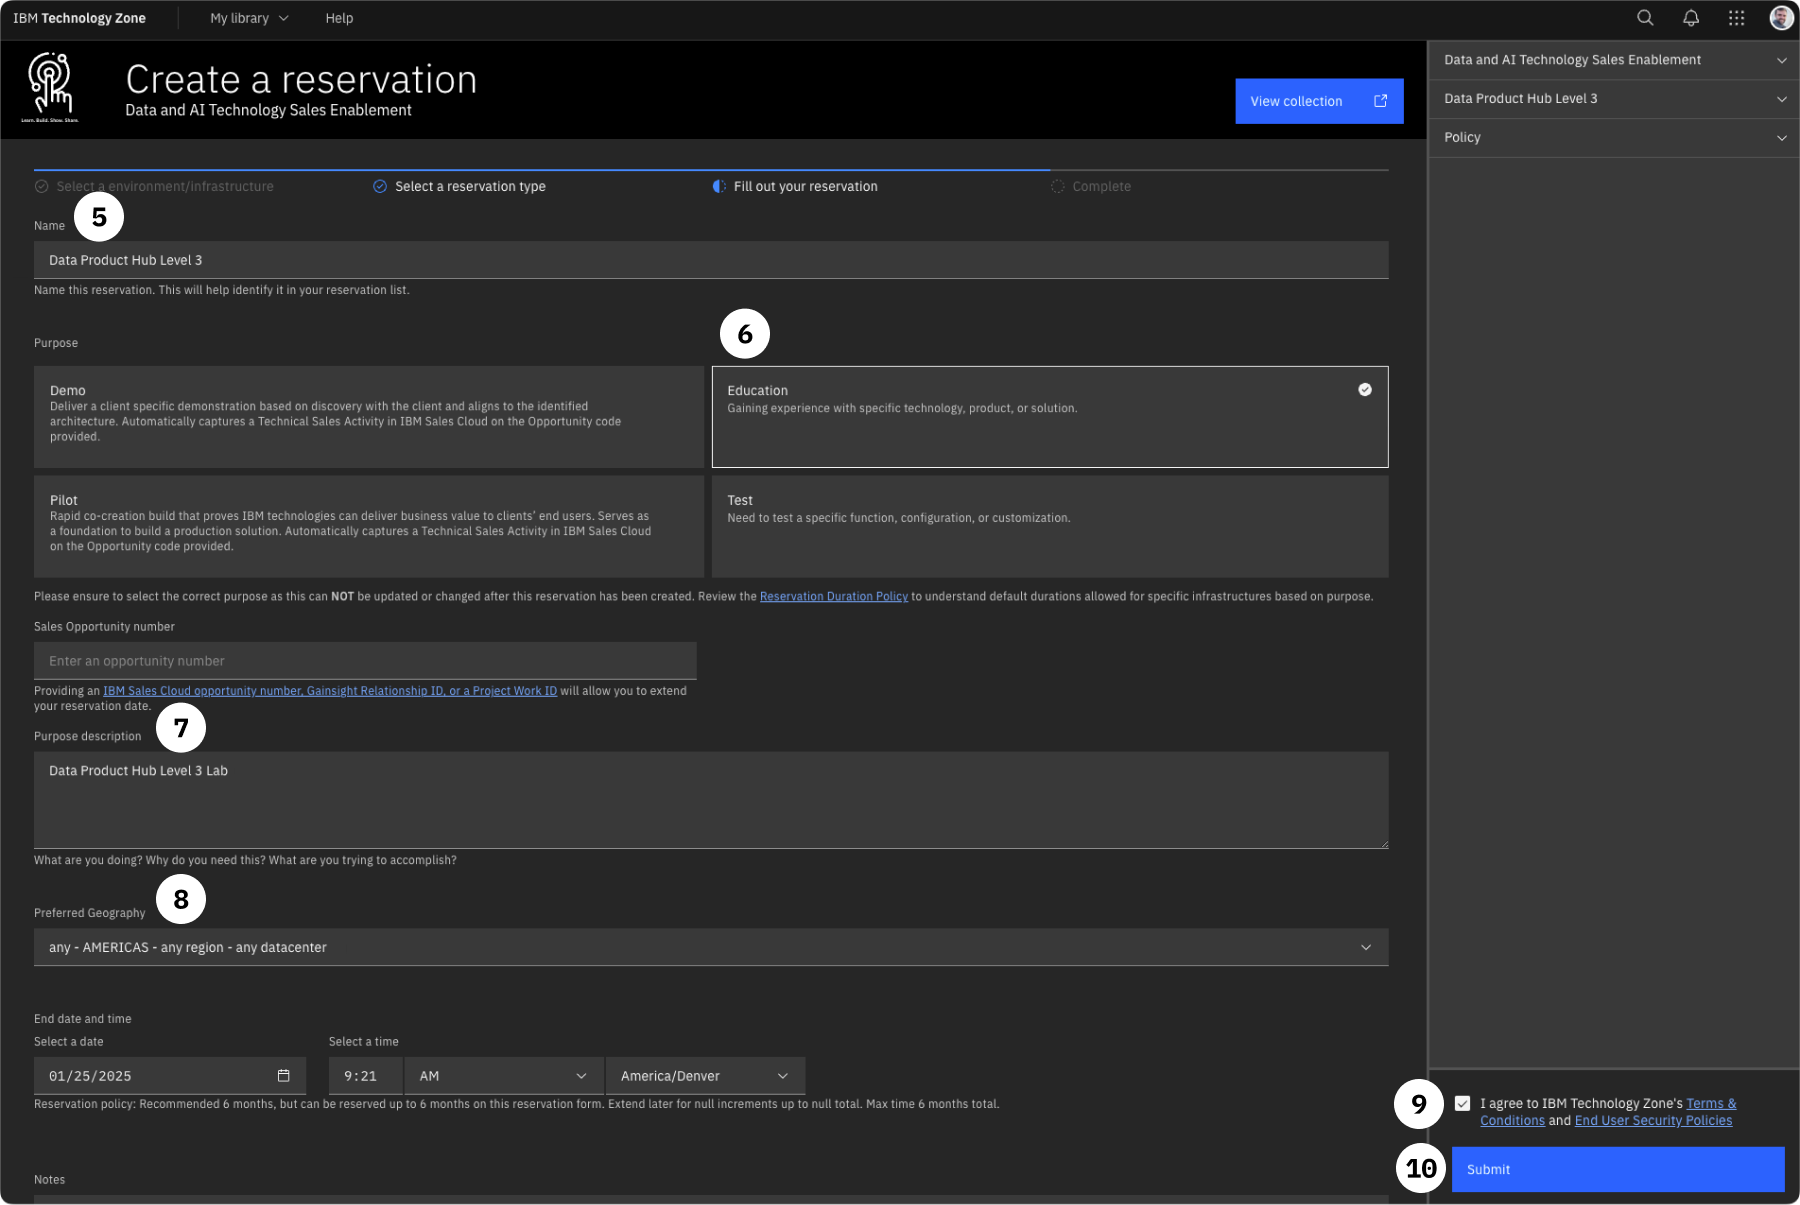 IBM Technology Zone
My library
Help
Learn. Build. Show. Share.
Create a reservation
Data and AI Technology Sales Enablement
View collection
Data and AI Technology Sales Enablement
Data Product Hub Level 3
Policy
Select a environment/infrastructure
Select a reservation type
Fill out your reservation
Complete
5
Name
Data Product Hub Level 3
Name this reservation. This will help identify it in your reservation list.
6
Purpose
Demo
Deliver a client specific demonstration based on discovery with the client and aligns to the identified
architecture. Automatically captures a Technical Sales Activity in IBM Sales Cloud on the Opportunity code
provided.
Education
Gaining experience with specific technology, product, or solution.
Pilot
Rapid co-creation build that proves IBM technologies can deliver business value to clients’ end users. Serves as
a foundation to build a production solution. Automatically captures a Technical Sales Activity in IBM Sales Cloud
on the Opportunity code provided.
Test
Need to test a specific function, configuration, or customization.
Please ensure to select the correct purpose as this can NOT be updated or changed after this reservation has been created. Review the Reservation Duration Policy to understand default durations allowed for specific infrastructures based on purpose.
Sales Opportunity number
Enter an opportunity number
Providing an IBM Sales Cloud opportunity number, Gainsight Relationship ID, or a Project Work ID will allow you to extend
your reservation date.
7
Purpose description
Data Product Hub Level 3 Lab
What are you doing? Why do you need this? What are you trying to accomplish?
8
Preferred Geography
any - AMERICAS - any region - any datacenter
End date and time
Select a date
Select a time
01/25/2025
9:21
AM
America/Denver
Reservation policy: Recommended 6 months, but can be reserved up to 6 months on this reservation form. Extend later for null increments up to null total. Max time 6 months total.
Notes
9
I agree to IBM Technology Zone's Terms &
Conditions and End User Security Policies
10
Submit